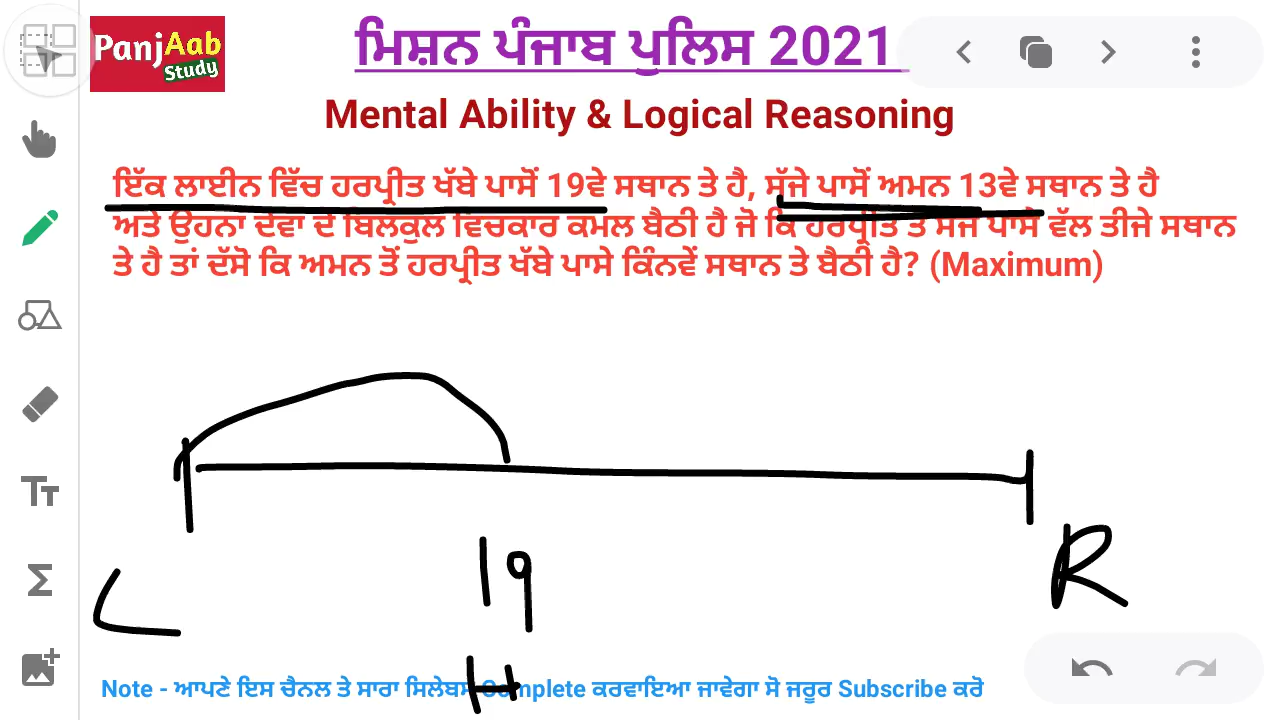 PanjAab
Study
ਮਿਸ਼ਨ ਪੰਜਾਬ ਪੁਲਿਸ 2021
Mental Ability & Logical Reasoning
ਇੱਕ ਲਾਈਨ ਵਿੱਚ ਹਰਪ੍ਰੀਤ ਖੱਬੇ ਪਾਸੋਂ 19ਵੇ ਸਥਾਨ ਤੇ ਹੈ, ਸੱਜੇ ਪਾਸੋਂ ਅਮਨ 13ਵੇ ਸਥਾਨ ਤੇ ਹੈ
ਅਤੇ ਉਹਨਾਂ ਦੋਵਾਂ ਦੇ ਬਿਲਕੁਲ ਵਿਚਕਾਰ ਕਮਲ ਬੈਠੀ ਹੈ ਜੋ ਕਿ ਹਰਪ੍ਰੀਤ ਤੋਂ ਸੱਜੇ ਪਾਸੇ ਵੱਲ ਤੀਜੇ ਸਥਾਨ
ਤੇ ਹੈ ਤਾਂ ਦੱਸੋ ਕਿ ਅਮਨ ਤੋਂ ਹਰਪ੍ਰੀਤ ਖੱਬੇ ਪਾਸੇ ਕਿੰਨਵੇਂ ਸਥਾਨ ਤੇ ਬੈਠੀ ਹੈ? (Maximum)
L 19 R
H
Note - ਆਪਣੇ ਇਸ ਚੈਨਲ ਤੇ ਸਾਰਾ ਸਿਲੇਬਸ Complete ਕਰਵਾਇਆ ਜਾਵੇਗਾ ਸੋ ਜਰੂਰ Subscribe ਕਰੋ